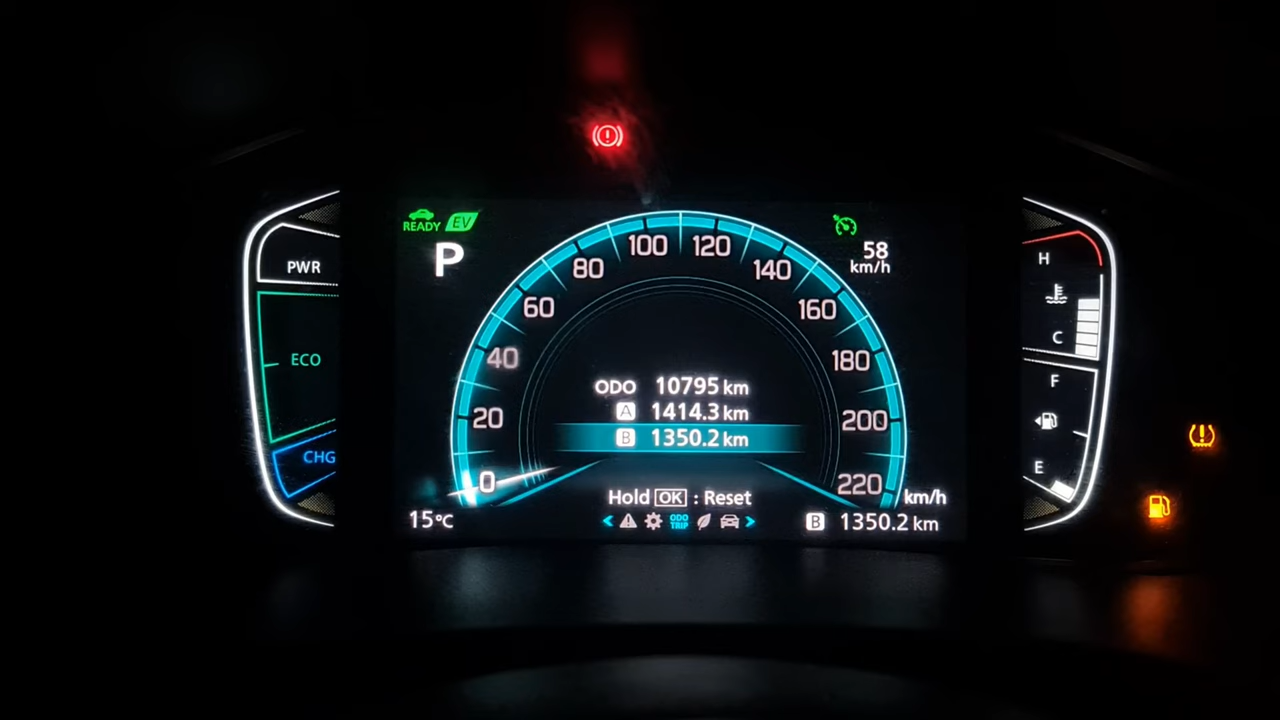 READY EV
P
58
km/h
PWR
ECO
CHG
0
20
40
60
80
100
120
140
160
180
200
220
km/h
ODO 10795 km
A 1414.3 km
B 1350.2 km
Hold OK : Reset
ODO
TRIP
15°C
B 1350.2 km
H
C
F
E